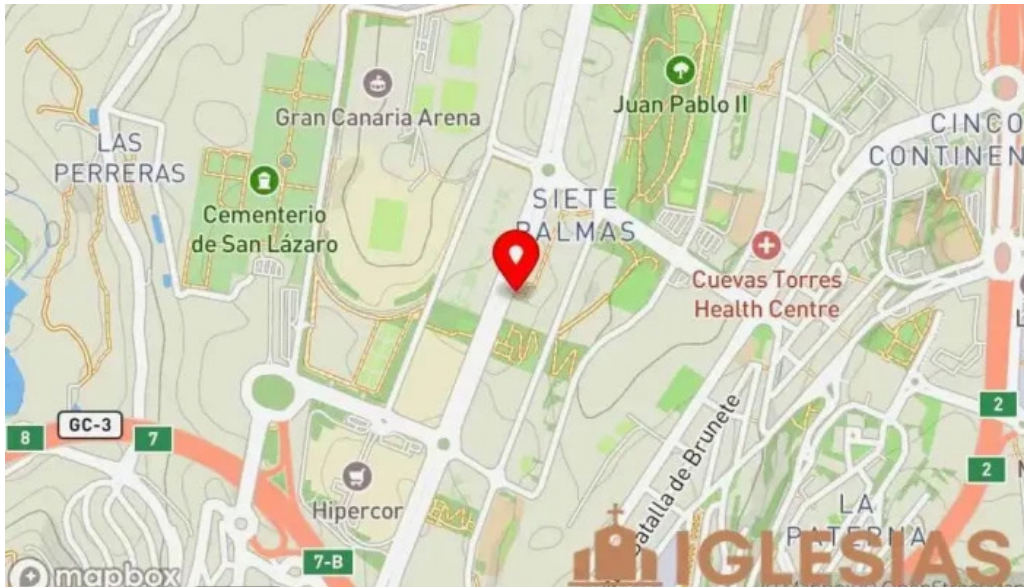 Gran Canaria Arena
Juan Pablo II
LAS
PERRERAS
CINCO
CONTINEN
Cementerio
de San Lázaro
SIETE
PALMAS
Cuevas Torres
Health Centre
GC-3
8
7
2
2
Batalla de Brunete
Hipercor
LA
PATERNA
7-B
mapbox
IGLESIAS